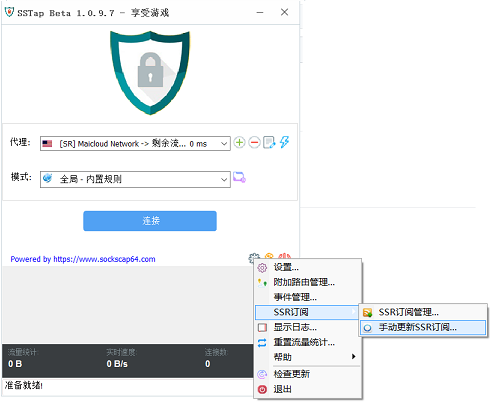 SSTap Beta 1.0.9.7 - 享受游戏
代理:
[SR] Maicloud Network -> 剩余流... 0 ms
模式:
全局 - 内置规则
连接
Powered by https://www.sockscap64.com
设置...
附加路由管理...
事件管理...
SSR订阅
SSR订阅管理...
显示日志...
手动更新SSR订阅...
重置流量统计...
帮助
检查更新
退出
流量统计:
实时速度:
连接数:
0 B
0 B/s
0
准备就绪!